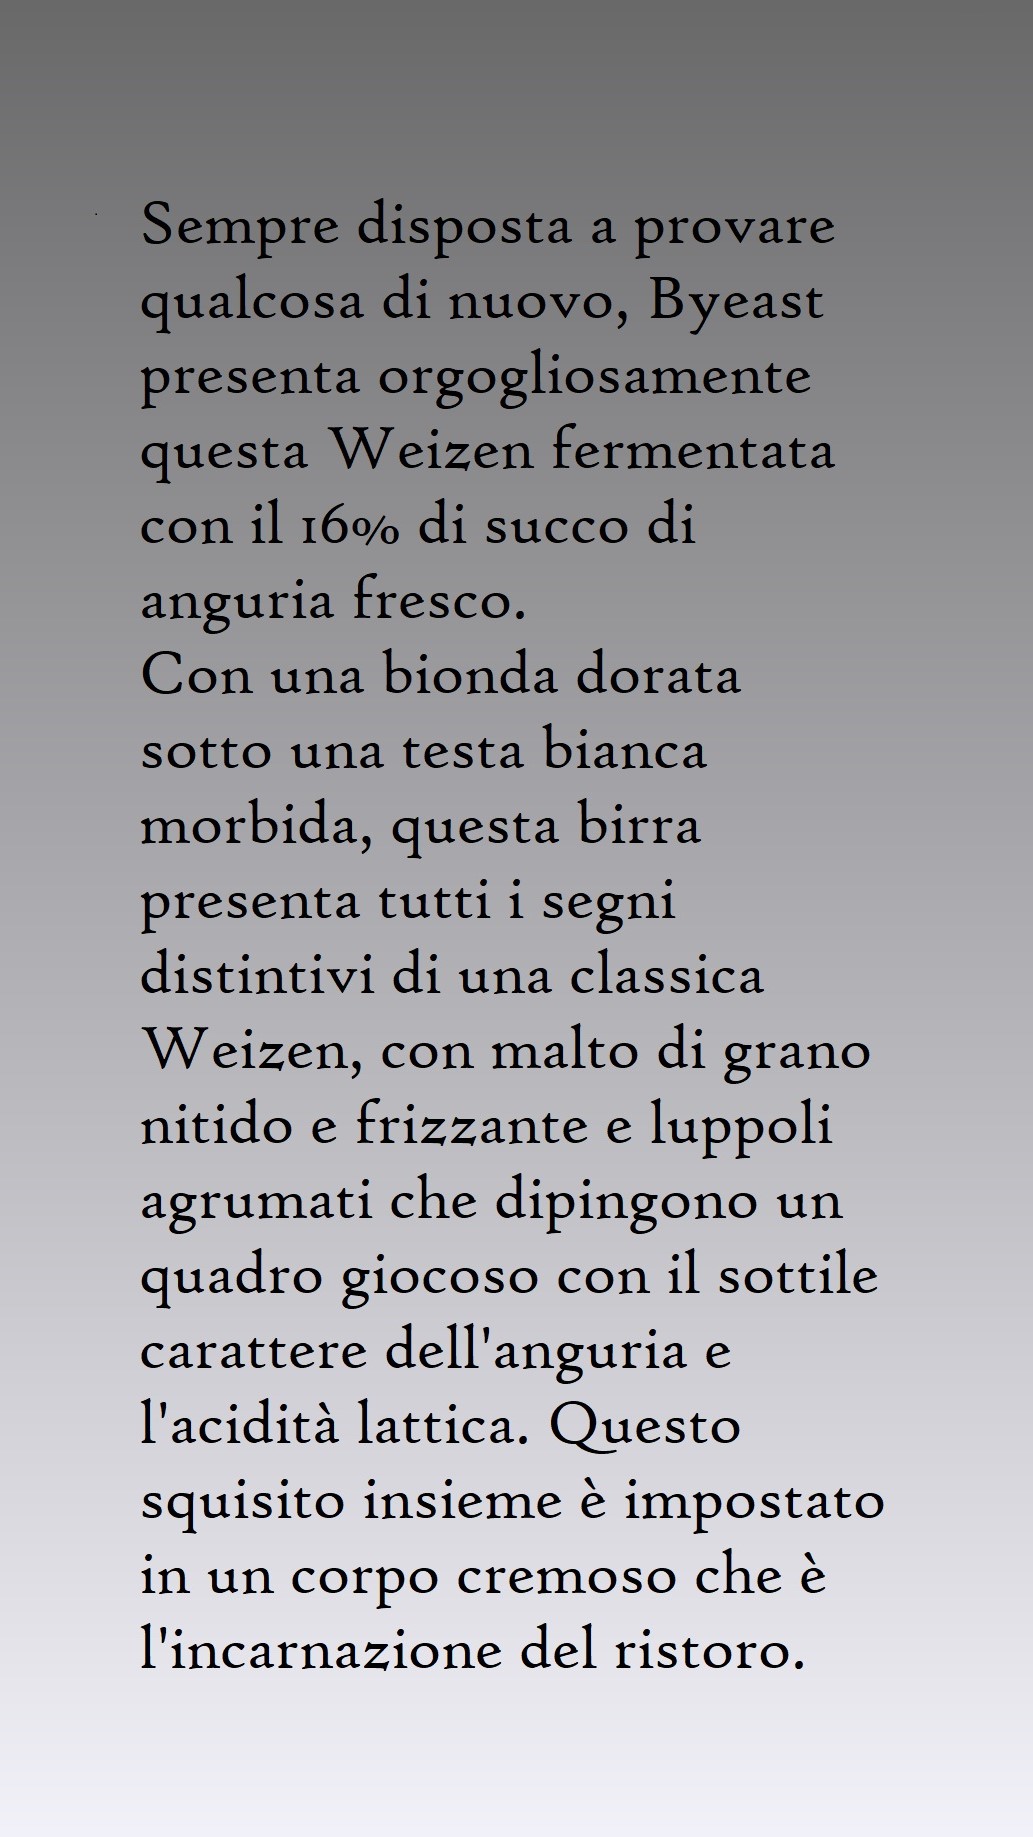 Sempre disposta a provare
qualcosa di nuovo, Byeast
presenta orgogliosamente
questa Weizen fermentata
con il 16% di succo di
anguria fresco.
Con una bionda dorata
sotto una testa bianca
morbida, questa birra
presenta tutti i segni
distintivi di una classica
Weizen, con malto di grano
nitido e frizzante e luppoli
agrumati che dipingono un
quadro giocoso con il sottile
carattere dell'anguria e
l'acidità lattica. Questo
squisito insieme è impostato
in un corpo cremoso che è
l'incarnazione del ristoro.